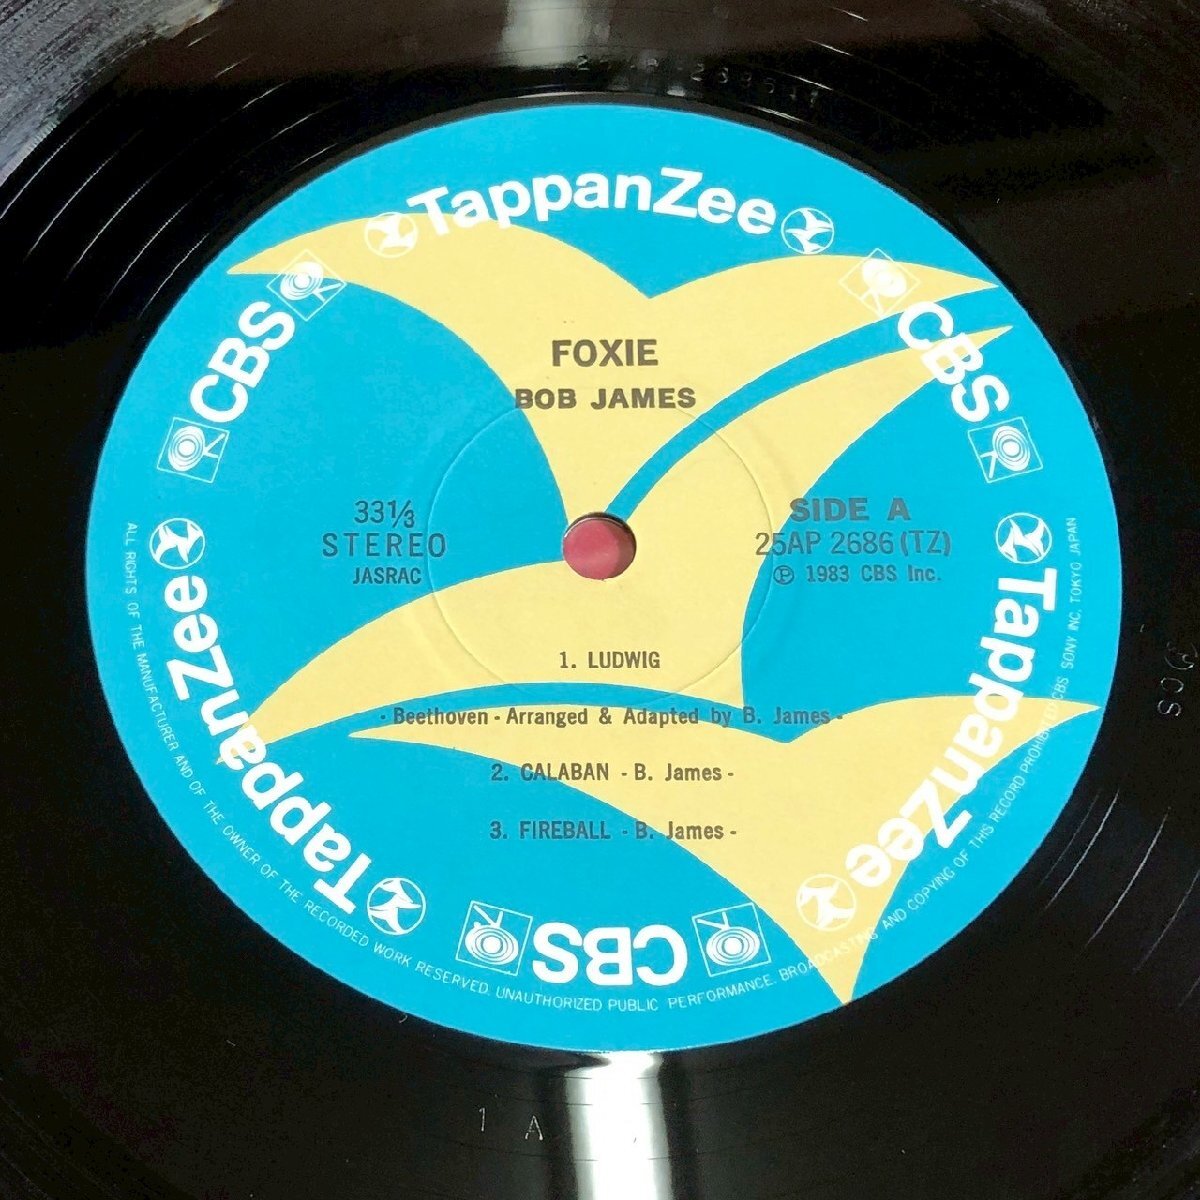 TappanZee
CBS
CBS
FOXIE
BOB JAMES
33⅓
STEREO
JASRAC
SIDE A
25AP 2686 (TZ)
Ⓟ 1983 CBS Inc.
TappanZee
TappanZee
1. LUDWIG
- Beethoven - Arranged & Adapted by B. James -
2. CALABAN - B. James -
3. FIREBALL - B. James -
CBS
ALL RIGHTS OF THE MANUFACTURER AND OF THE OWNER OF THE RECORDED WORK RESERVED. UNAUTHORIZED PUBLIC PERFORMANCE. BROADCASTING AND COPYING OF THIS RECORD PROHIBITED CBS SONY INC. TOKYO JAPAN
1 A